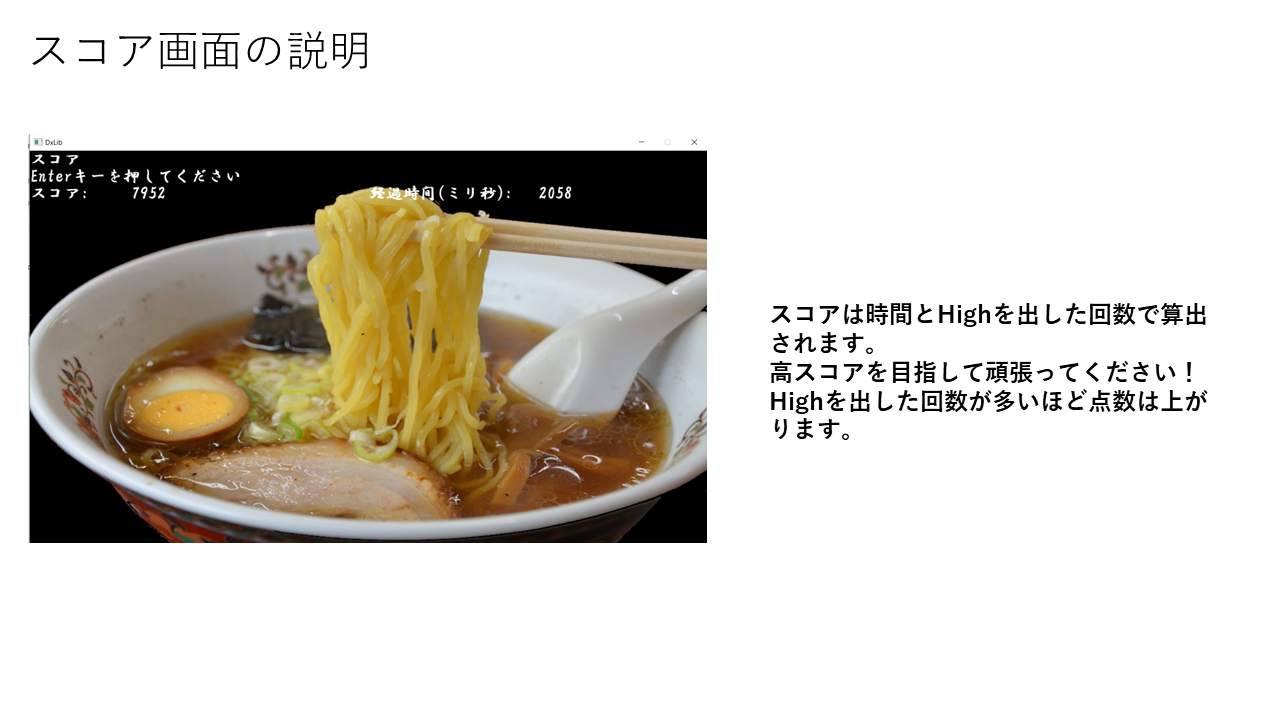 スコア画面の説明
DxLib
スコア
Enterキーを押してください
スコア: 7952 経過時間(ミリ秒): 2058
スコアは時間とHighを出した回数で算出
されます。
高スコアを目指して頑張ってください！
Highを出した回数が多いほど点数は上が
ります。